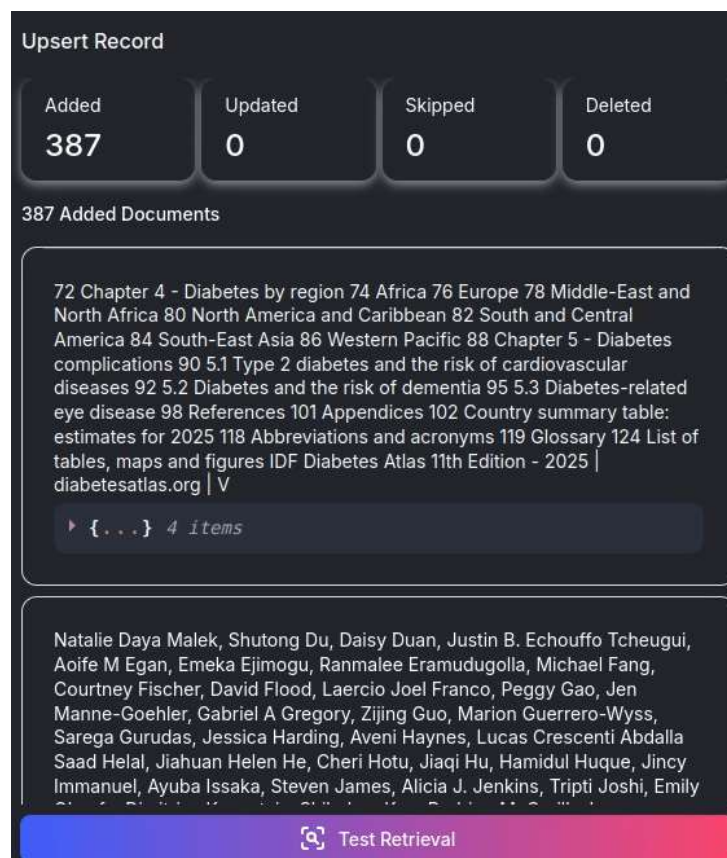 Upsert Record
Added
Updated
Skipped
Deleted
387
0
0
0
387 Added Documents
72 Chapter 4 - Diabetes by region 74 Africa 76 Europe 78 Middle-East and
North Africa 80 North America and Caribbean 82 South and Central
America 84 South-East Asia 86 Western Pacific 88 Chapter 5 - Diabetes
complications 90 5.1 Type 2 diabetes and the risk of cardiovascular
diseases 92 5.2 Diabetes and the risk of dementia 95 5.3 Diabetes-related
eye disease 98 References 101 Appendices 102 Country summary table:
estimates for 2025 118 Abbreviations and acronyms 119 Glossary 124 List of
tables, maps and figures IDF Diabetes Atlas 11th Edition - 2025 |
diabetesatlas.org | V
{...} 4 items
Natalie Daya Malek, Shutong Du, Daisy Duan, Justin B. Echouffo Tcheugui,
Aoife M Egan, Emeka Ejimogu, Ranmalee Eramudugolla, Michael Fang,
Courtney Fischer, David Flood, Laercio Joel Franco, Peggy Gao, Jen
Manne-Goehler, Gabriel A Gregory, Zijing Guo, Marion Guerrero-Wyss,
Sarega Gurudas, Jessica Harding, Aveni Haynes, Lucas Crescenti Abdalla
Saad Helal, Jiahuan Helen He, Cheri Hotu, Jiaqi Hu, Hamidul Huque, Jincy
Immanuel, Ayuba Issaka, Steven James, Alicia J. Jenkins, Tripti Joshi, Emily
Test Retrieval